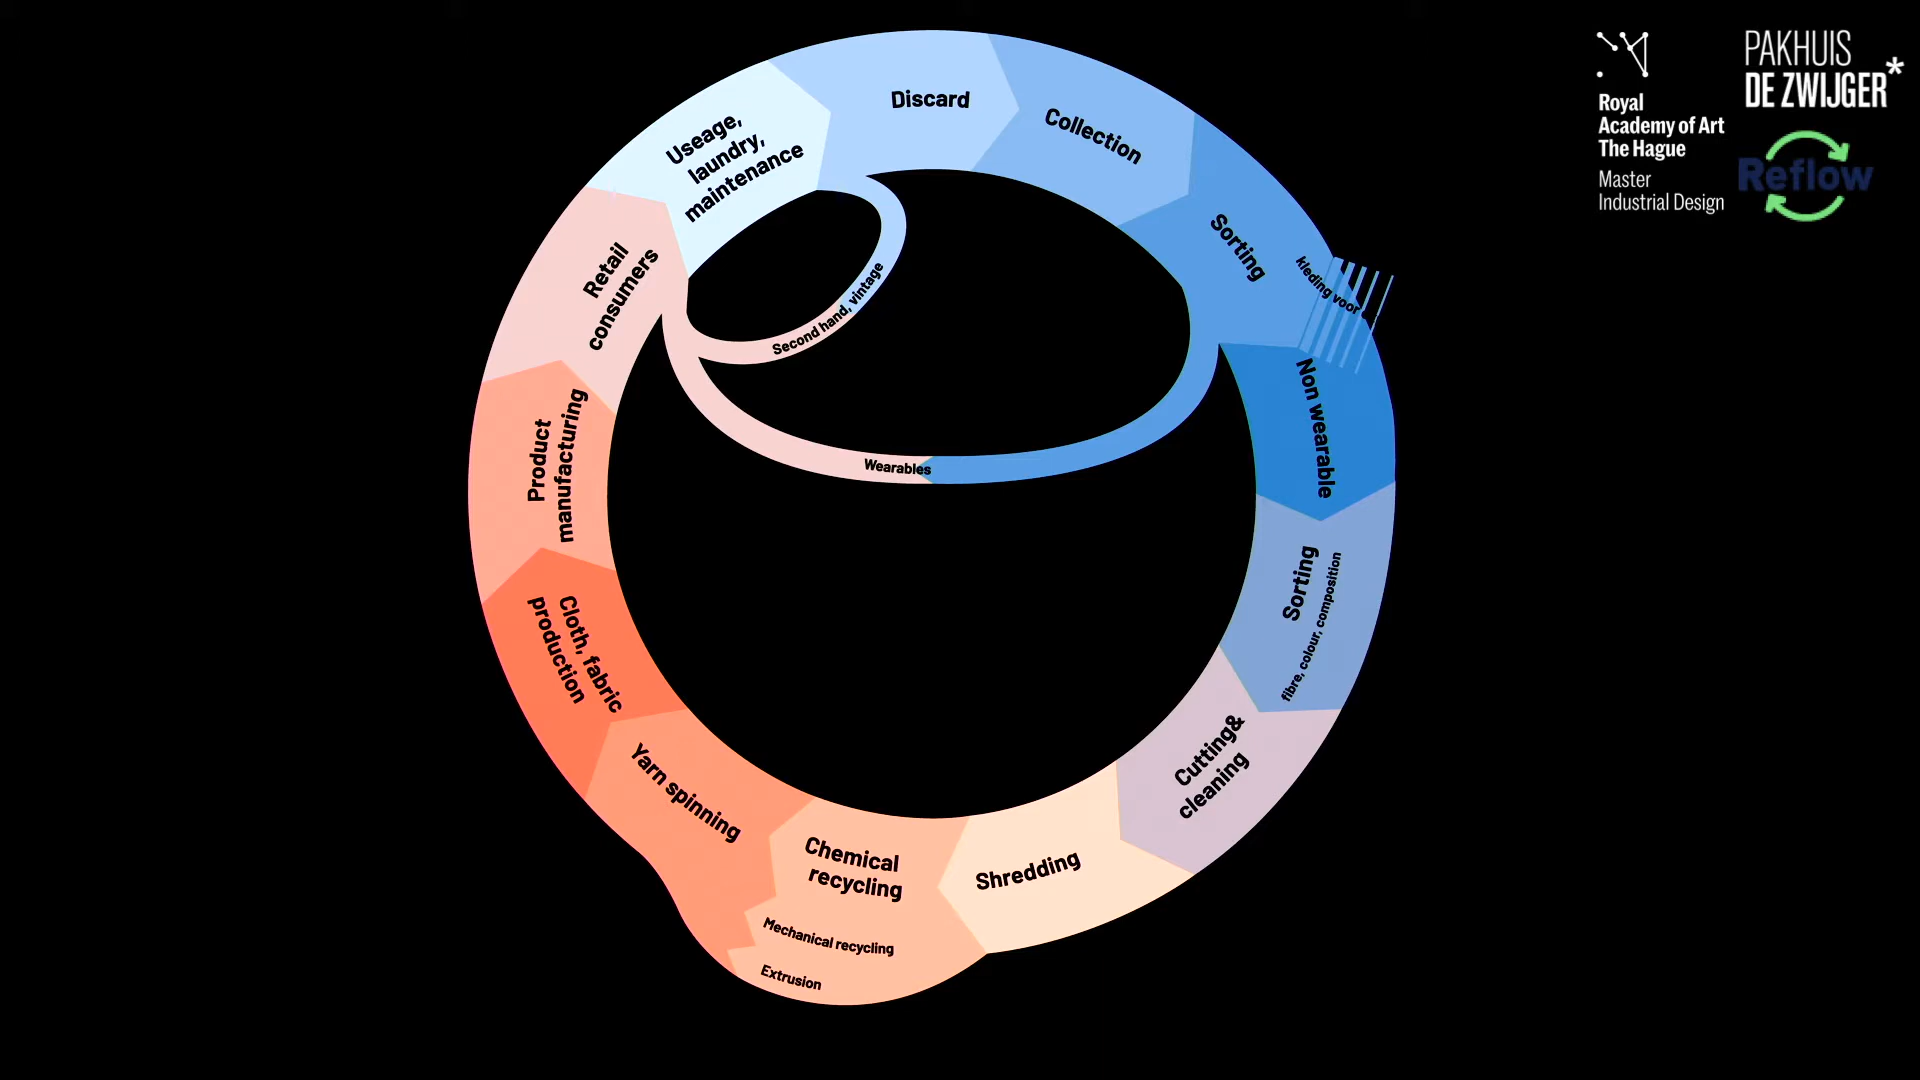 Discard
Collection
Sorting
kleding voor
Non wearable
Sorting
fibre, colour, composition
Cutting&
cleaning
Shredding
Chemical
recycling
Mechanical recycling
Extrusion
Yarn spinning
Cloth, fabric
production
Product
manufacturing
Retail
consumers
Useage,
laundry,
maintenance
Second hand, vintage
Wearables
Royal
Academy of Art
The Hague
Master
Industrial Design
PAKHUIS
DE ZWIJGER*
Reflow